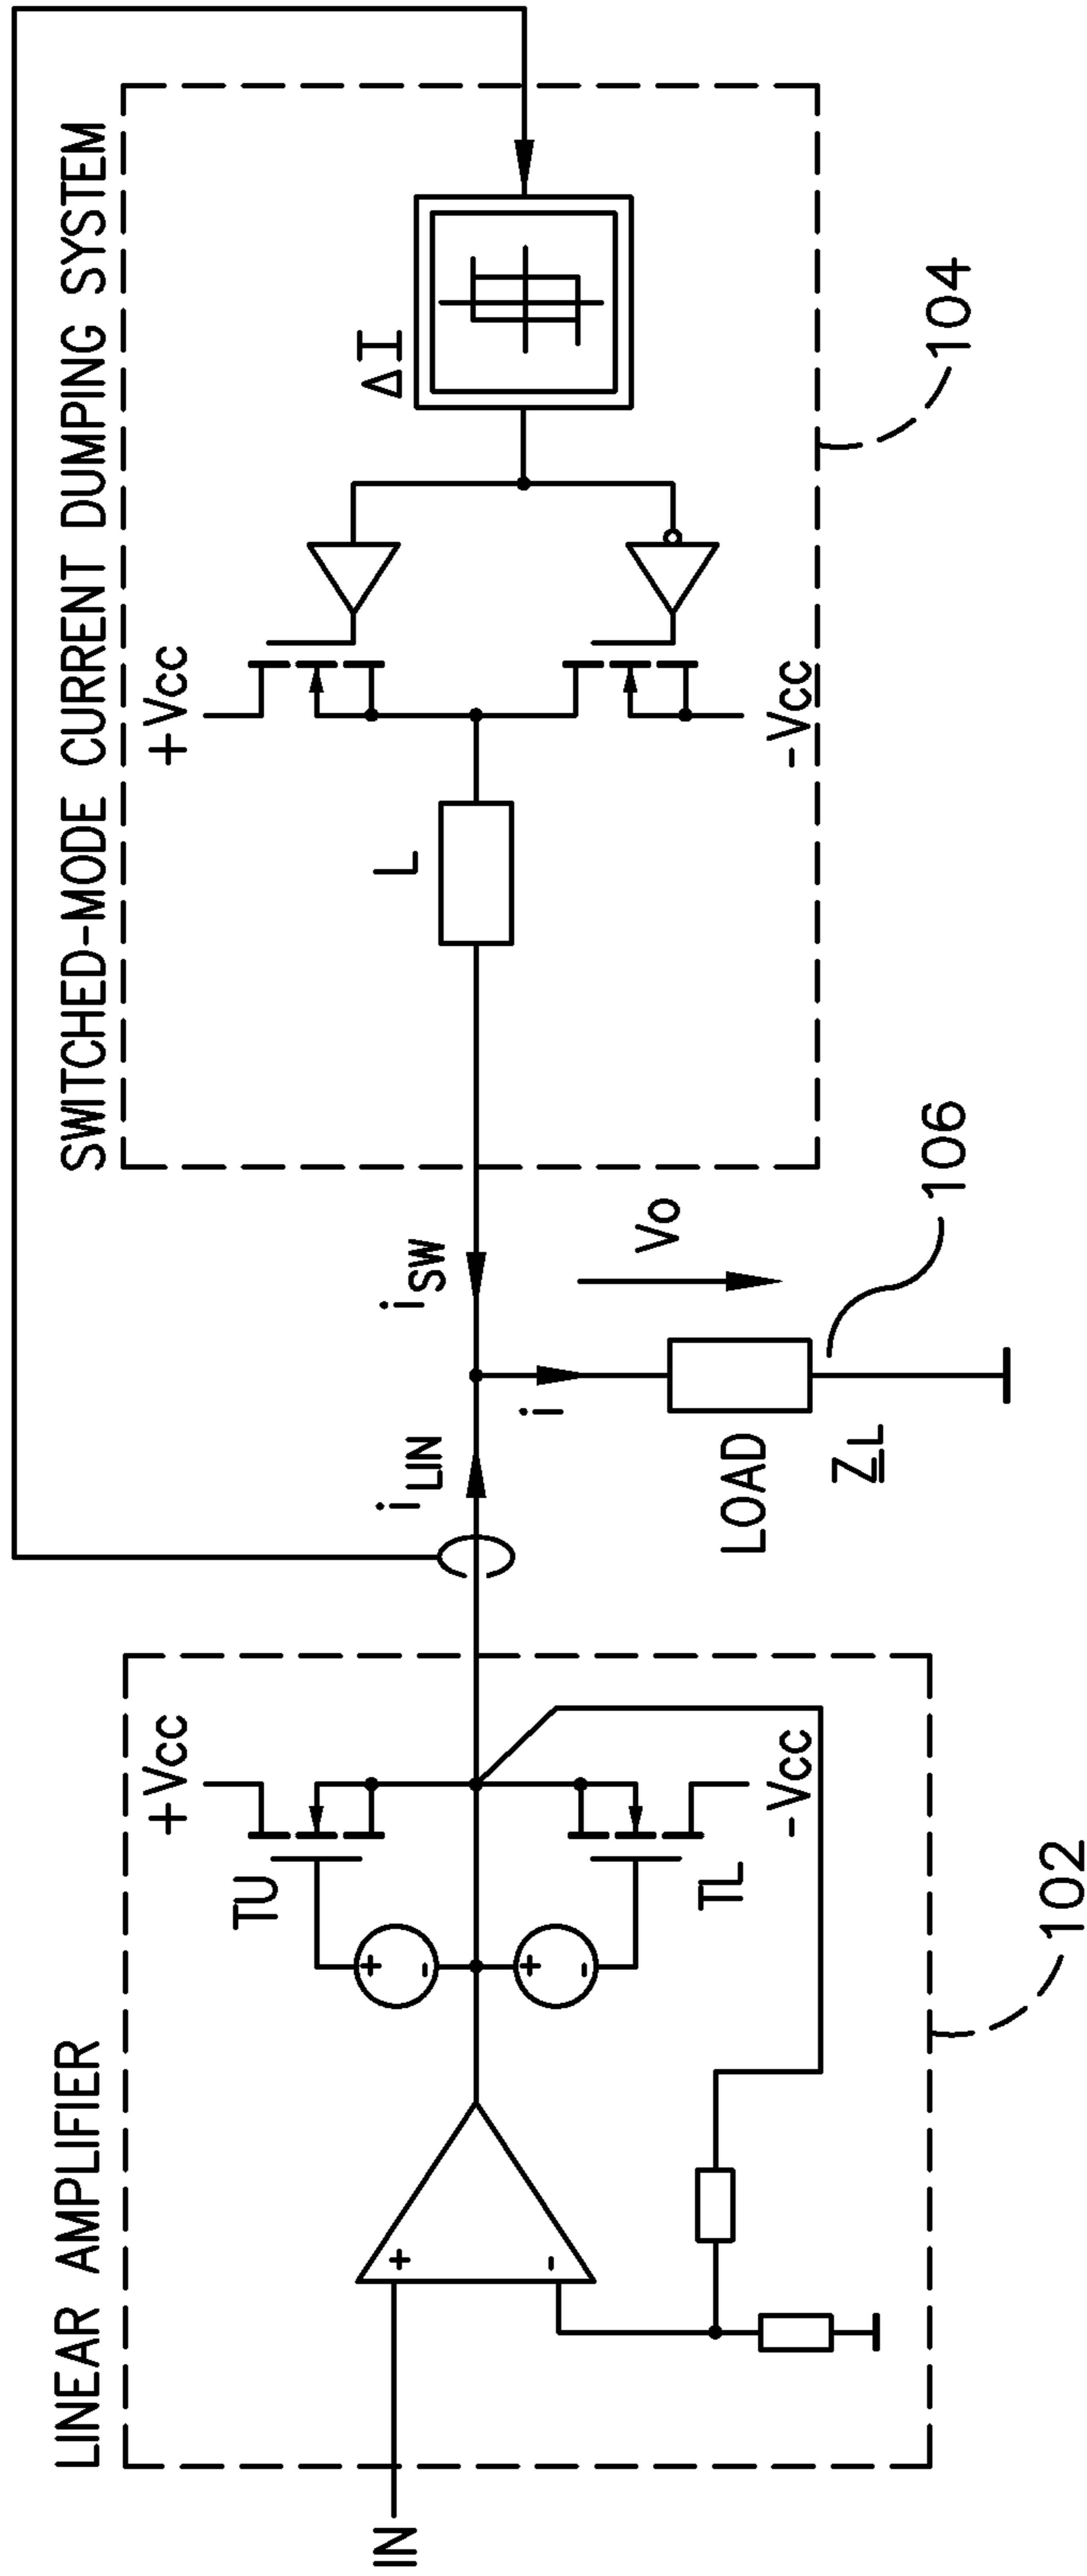 LINEAR AMPLIFIER
SWITCHED-MODE CURRENT DUMPING SYSTEM
IN
+
-
+
-
+
-
TU
TL
+Vcc
-Vcc
102
iLIN
iSW
i
Vo
LOAD
ZL
106
L
+Vcc
-Vcc
ΔI
104